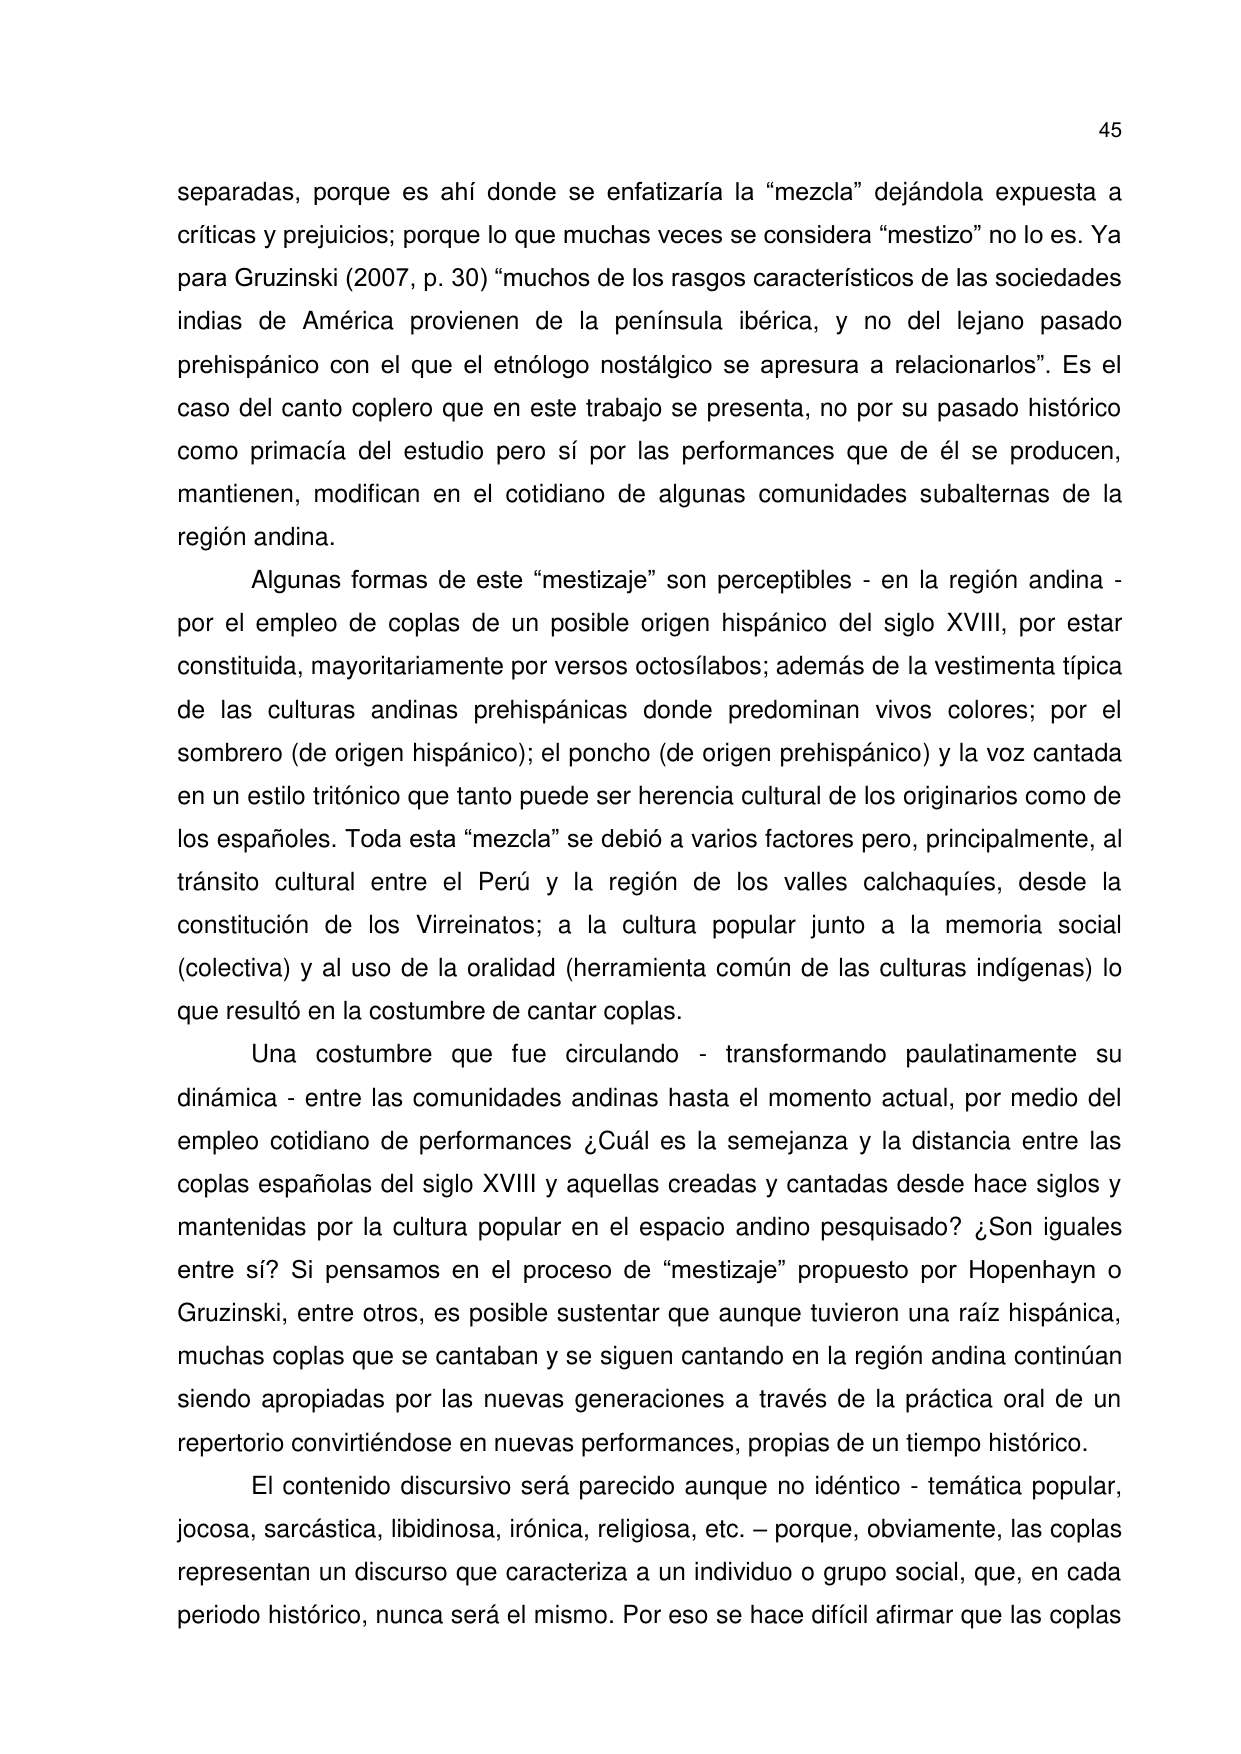 45
separadas, porque es ahí donde se enfatizaría la “mezcla” dejándola expuesta a
críticas y prejuicios; porque lo que muchas veces se considera “mestizo” no lo es. Ya
para Gruzinski (2007, p. 30) “muchos de los rasgos característicos de las sociedades
indias de América provienen de la península ibérica, y no del lejano pasado
prehispánico con el que el etnólogo nostálgico se apresura a relacionarlos”. Es el
caso del canto coplero que en este trabajo se presenta, no por su pasado histórico
como primacía del estudio pero sí por las performances que de él se producen,
mantienen, modifican en el cotidiano de algunas comunidades subalternas de la
región andina.
Algunas formas de este “mestizaje” son perceptibles - en la región andina -
por el empleo de coplas de un posible origen hispánico del siglo XVIII, por estar
constituida, mayoritariamente por versos octosílabos; además de la vestimenta típica
de las culturas andinas prehispánicas donde predominan vivos colores; por el
sombrero (de origen hispánico); el poncho (de origen prehispánico) y la voz cantada
en un estilo tritónico que tanto puede ser herencia cultural de los originarios como de
los españoles. Toda esta “mezcla” se debió a varios factores pero, principalmente, al
tránsito cultural entre el Perú y la región de los valles calchaquíes, desde la
constitución de los Virreinatos; a la cultura popular junto a la memoria social
(colectiva) y al uso de la oralidad (herramienta común de las culturas indígenas) lo
que resultó en la costumbre de cantar coplas.
Una costumbre que fue circulando - transformando paulatinamente su
dinámica - entre las comunidades andinas hasta el momento actual, por medio del
empleo cotidiano de performances ¿Cuál es la semejanza y la distancia entre las
coplas españolas del siglo XVIII y aquellas creadas y cantadas desde hace siglos y
mantenidas por la cultura popular en el espacio andino pesquisado? ¿Son iguales
entre sí? Si pensamos en el proceso de “mestizaje” propuesto por Hopenhayn o
Gruzinski, entre otros, es posible sustentar que aunque tuvieron una raíz hispánica,
muchas coplas que se cantaban y se siguen cantando en la región andina continúan
siendo apropiadas por las nuevas generaciones a través de la práctica oral de un
repertorio convirtiéndose en nuevas performances, propias de un tiempo histórico.
El contenido discursivo será parecido aunque no idéntico - temática popular,
jocosa, sarcástica, libidinosa, irónica, religiosa, etc. – porque, obviamente, las coplas
representan un discurso que caracteriza a un individuo o grupo social, que, en cada
periodo histórico, nunca será el mismo. Por eso se hace difícil afirmar que las coplas